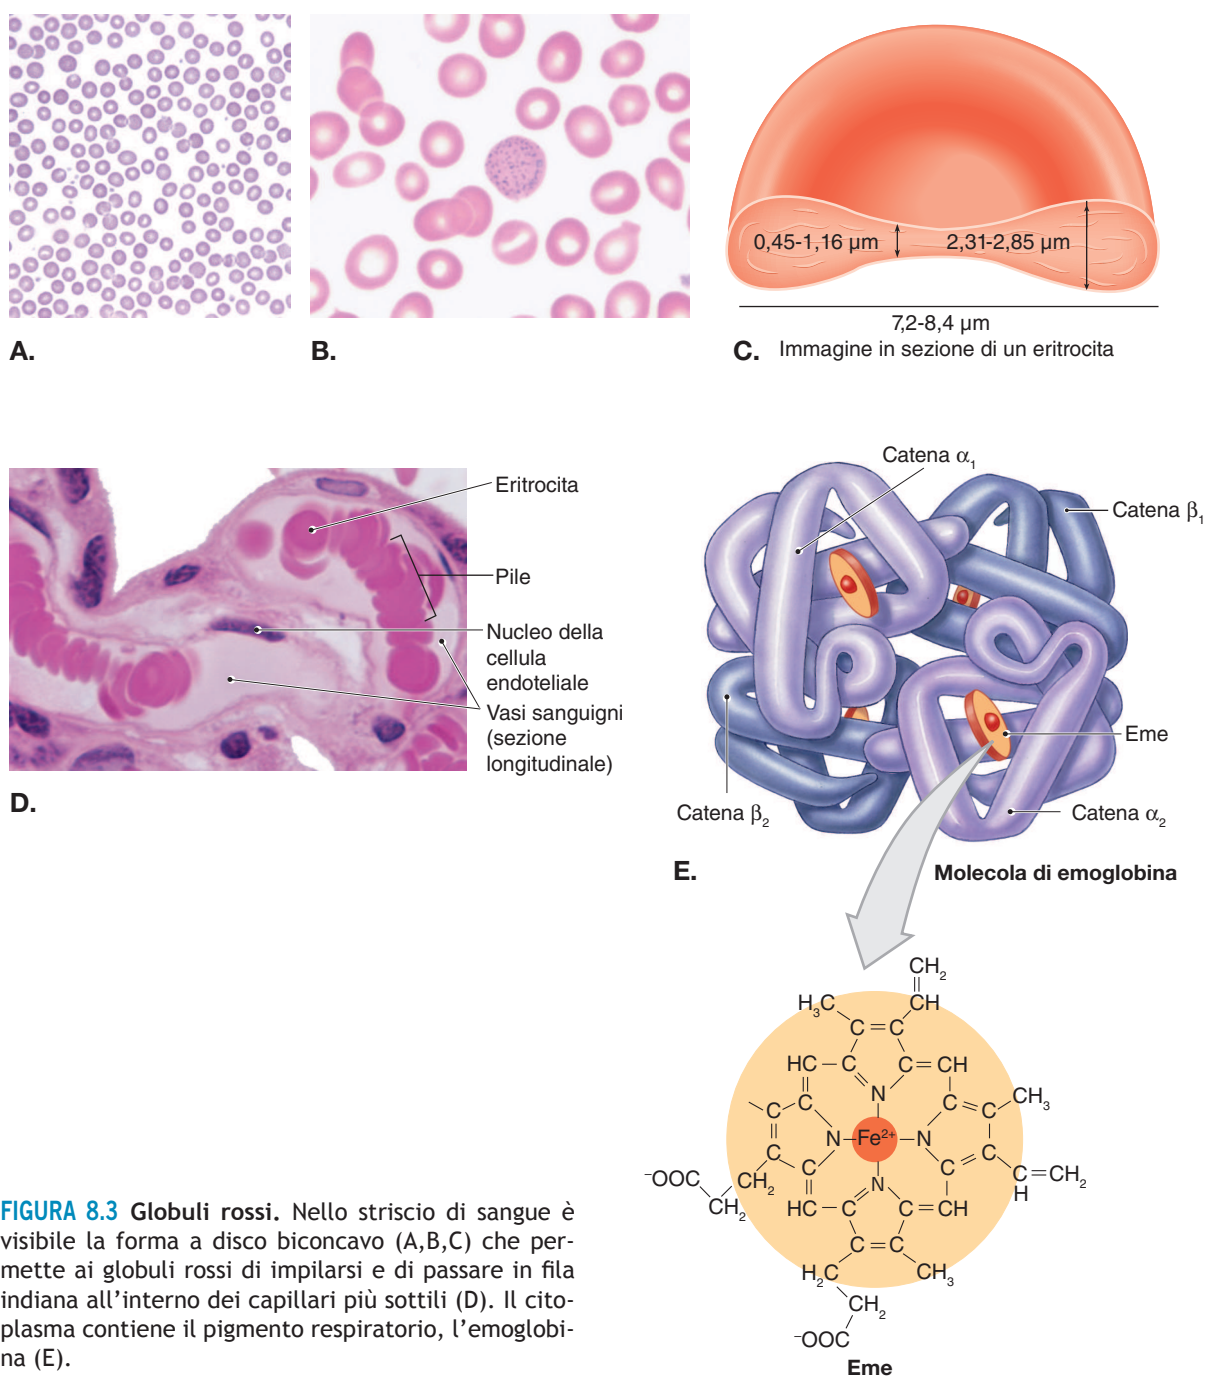 A.
B.
0,45-1,16 µm
2,31-2,85 µm
7,2-8,4 µm
C. Immagine in sezione di un eritrocita
Eritrocita
Pile
Nucleo della
cellula
endoteliale
Vasi sanguigni
(sezione
longitudinale)
D.
Catena α₁
Catena β₁
Eme
Catena β₂
Catena α₂
E.
Molecola di emoglobina
CH₂
H₃C
CH
C=C
HC
C
C=CH
N
C
C
C
C
CH₃
N
Fe²⁺
N
C
C
C
C
⁻OOC
CH₂
CH₂
N
C=CH₂
H
HC
C
C=CH
C=C
H₂C
CH₃
CH₂
⁻OOC
Eme
FIGURA 8.3 Globuli rossi. Nello striscio di sangue è
visibile la forma a disco biconcavo (A,B,C) che per-
mette ai globuli rossi di impilarsi e di passare in fila
indiana all'interno dei capillari più sottili (D). Il cito-
plasma contiene il pigmento respiratorio, l'emoglobi-
na (E).